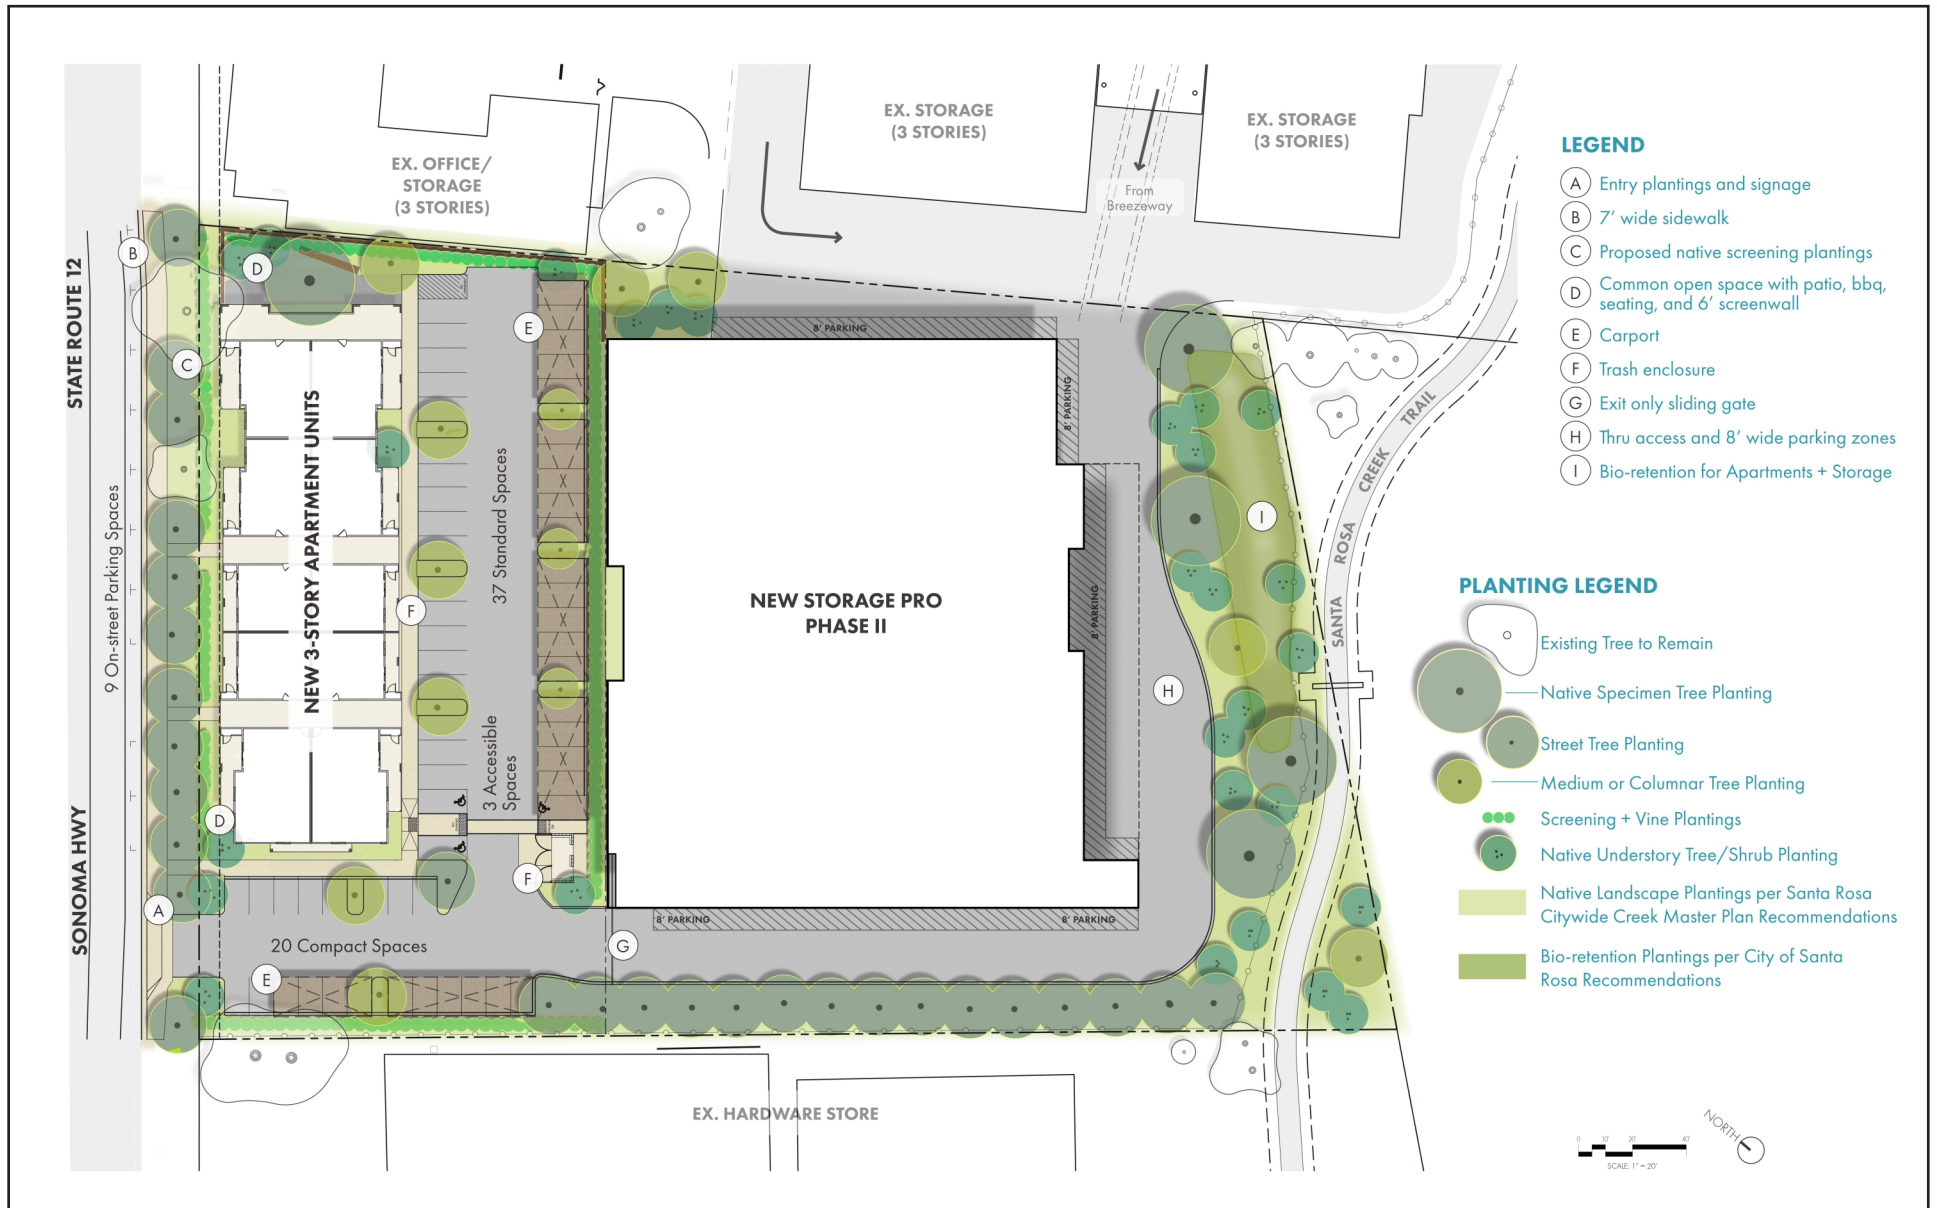 EX. OFFICE/
STORAGE
(3 STORIES)
EX. STORAGE
(3 STORIES)
EX. STORAGE
(3 STORIES)
From
Breezeway
STATE ROUTE 12
SONOMA HWY
9 On-street Parking Spaces
NEW 3-STORY APARTMENT UNITS
37 Standard Spaces
3 Accessible
Spaces
20 Compact Spaces
8' PARKING
8' PARKING
8' PARKING
8' PARKING
8' PARKING
NEW STORAGE PRO
PHASE II
SANTA ROSA CREEK TRAIL
EX. HARDWARE STORE
B
D
C
E
F
D
A
F
E
G
H
I
LEGEND
A Entry plantings and signage
B 7' wide sidewalk
C Proposed native screening plantings
D Common open space with patio, bbq,
seating, and 6' screenwall
E Carport
F Trash enclosure
G Exit only sliding gate
H Thru access and 8' wide parking zones
I Bio-retention for Apartments + Storage
PLANTING LEGEND
Existing Tree to Remain
Native Specimen Tree Planting
Street Tree Planting
Medium or Columnar Tree Planting
Screening + Vine Plantings
Native Understory Tree/Shrub Planting
Native Landscape Plantings per Santa Rosa
Citywide Creek Master Plan Recommendations
Bio-retention Plantings per City of Santa
Rosa Recommendations
0 10' 20' 40'
SCALE: 1" = 20'
NORTH